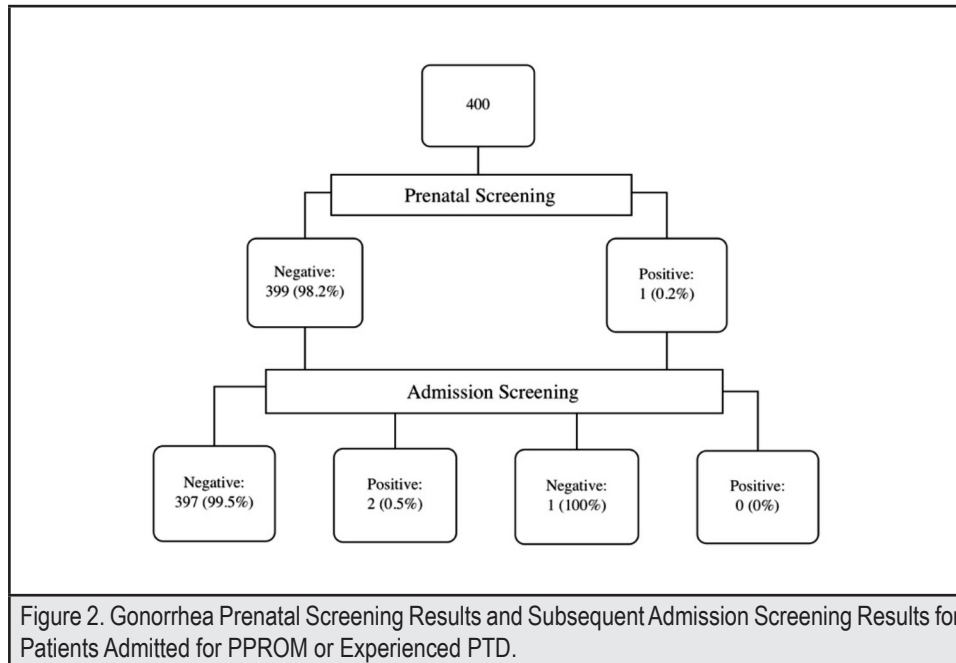 400
Prenatal Screening
Negative:
399 (98.2%)
Positive:
1 (0.2%)
Admission Screening
Negative:
397 (99.5%)
Positive:
2 (0.5%)
Negative:
1 (100%)
Positive:
0 (0%)
Figure 2. Gonorrhea Prenatal Screening Results and Subsequent Admission Screening Results for
Patients Admitted for PPROM or Experienced PTD.